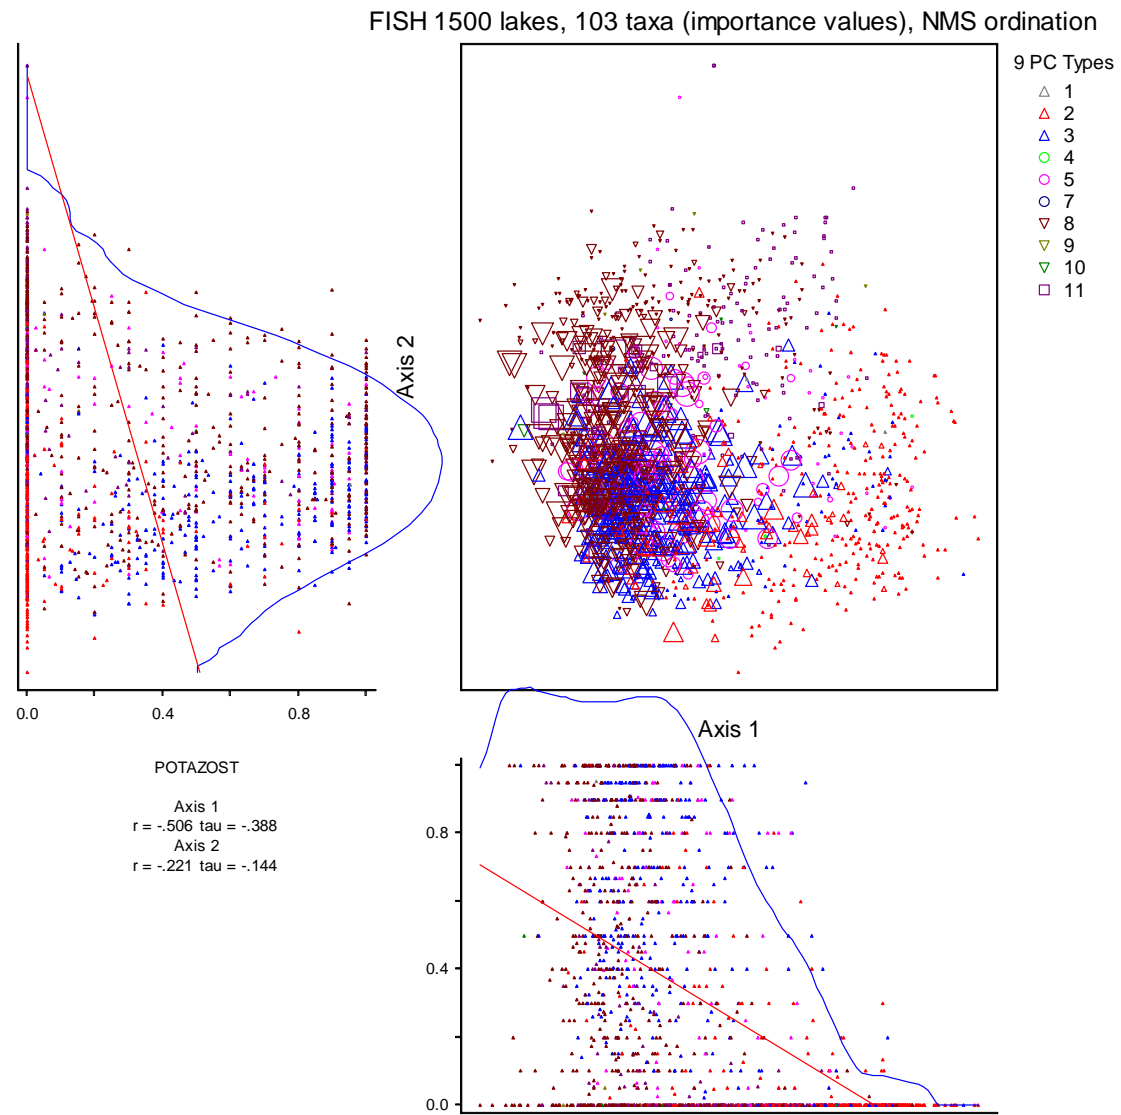 FISH 1500 lakes, 103 taxa (importance values), NMS ordination
9 PC Types
1
2
3
4
5
7
8
9
10
11
Axis 2
0.0 0.4 0.8
Axis 1
POTAZOST
Axis 1
r = -.506 tau = -.388
Axis 2
r = -.221 tau = -.144
0.8
0.4
0.0